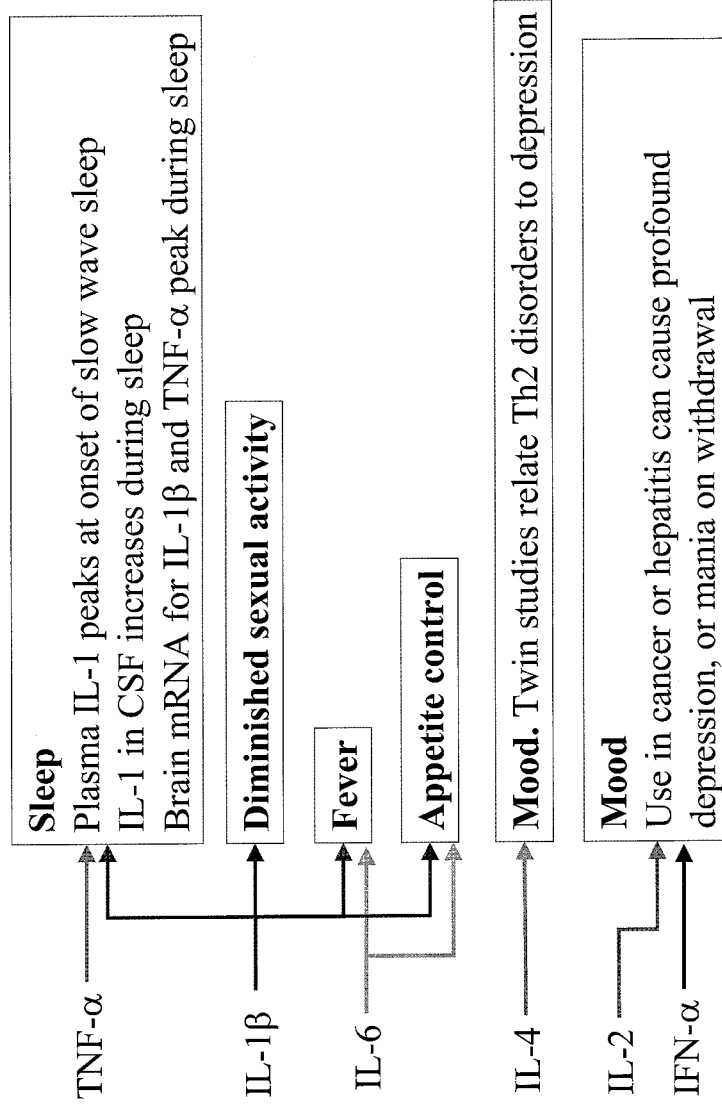 TNF-α
Sleep
Plasma IL-1 peaks at onset of slow wave sleep
IL-1 in CSF increases during sleep
Brain mRNA for IL-1β and TNF-α peak during sleep
IL-1β
Diminished sexual activity
IL-6
Fever
Appetite control
IL-4
Mood. Twin studies relate Th2 disorders to depression
IL-2
IFN-α
Mood
Use in cancer or hepatitis can cause profound
depression, or mania on withdrawal